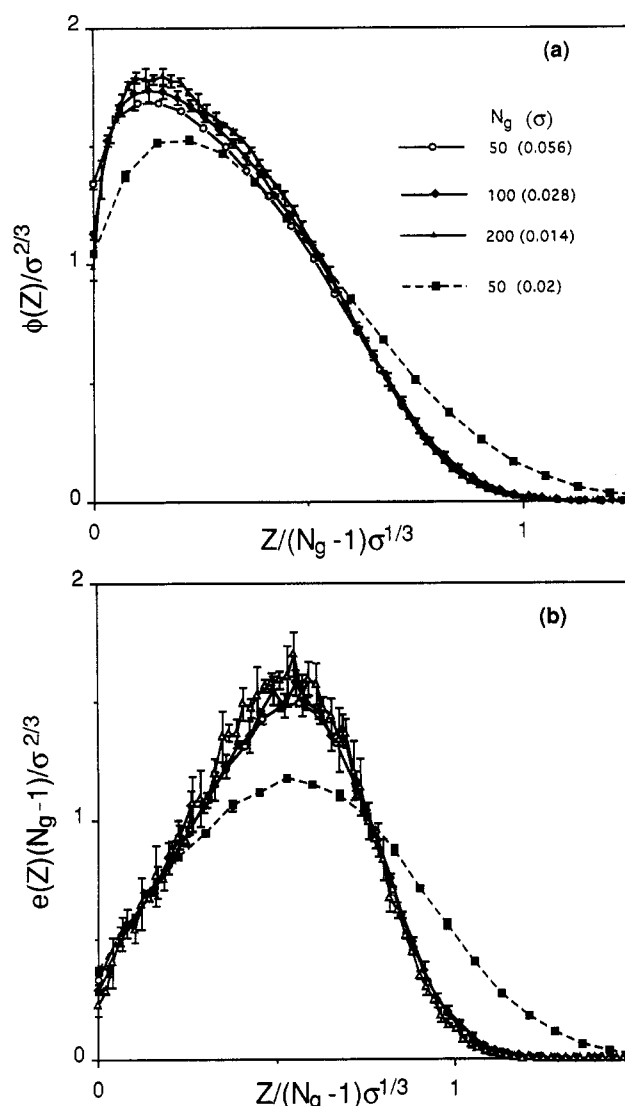 2
(a)
N_g (σ)
50 (0.056)
100 (0.028)
200 (0.014)
50 (0.02)
1
ϕ(Z)/σ^{2/3}
0
0
1
Z/(N_g -1)σ^{1/3}
2
(b)
1
e(Z)(N_g -1)/σ^{2/3}
0
0
1
Z/(N_g -1)σ^{1/3}